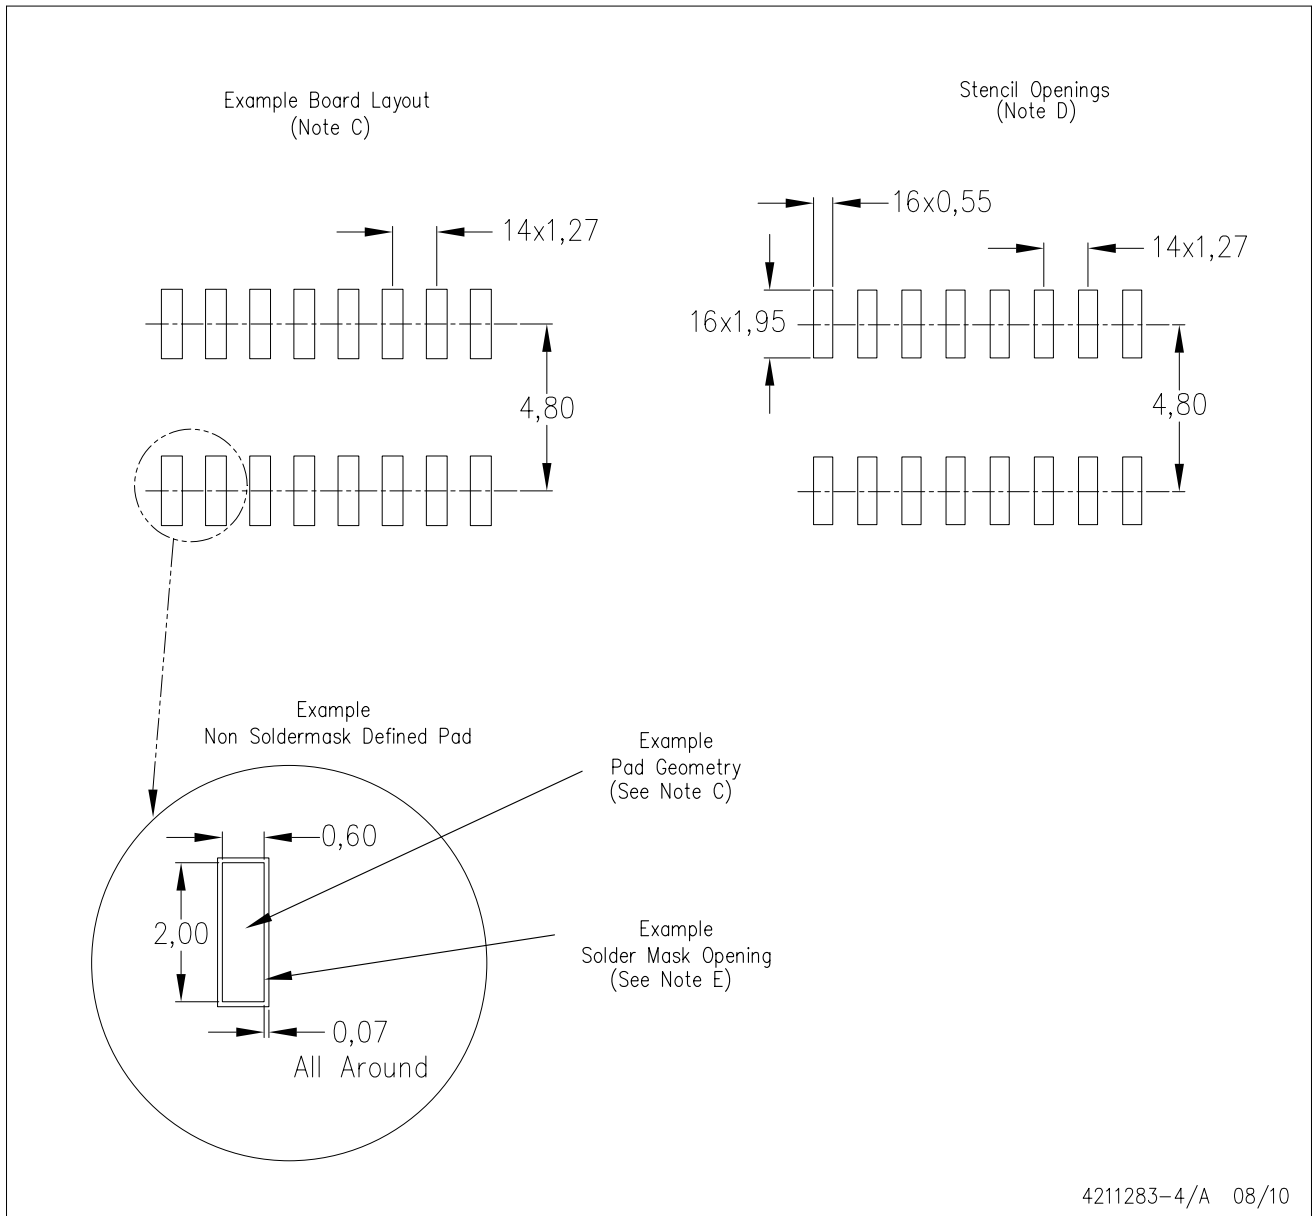 Example Board Layout
(Note C)
Stencil Openings
(Note D)
14x1,27
4,80
16x0,55
14x1,27
16x1,95
4,80
Example
Non Soldermask Defined Pad
0,60
2,00
0,07
All Around
Example
Pad Geometry
(See Note C)
Example
Solder Mask Opening
(See Note E)
4211283-4/A 08/10